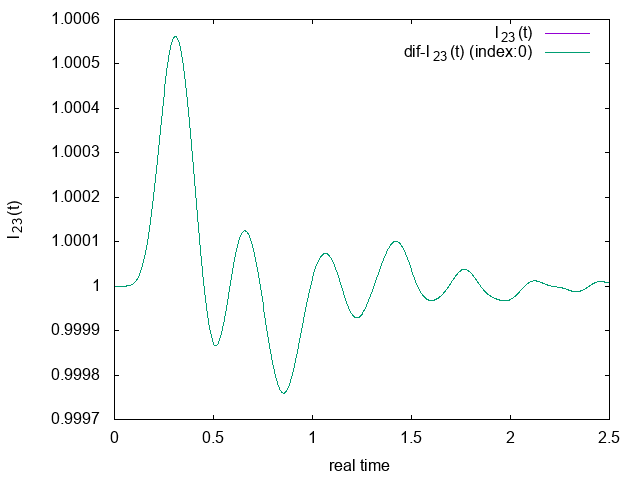 1.0006
1.0005
1.0004
1.0003
1.0002
1.0001
1
0.9999
0.9998
0.9997
0 0.5 1 1.5 2 2.5
I23(t)
real time
I23(t)
dif-I23(t) (index:0)